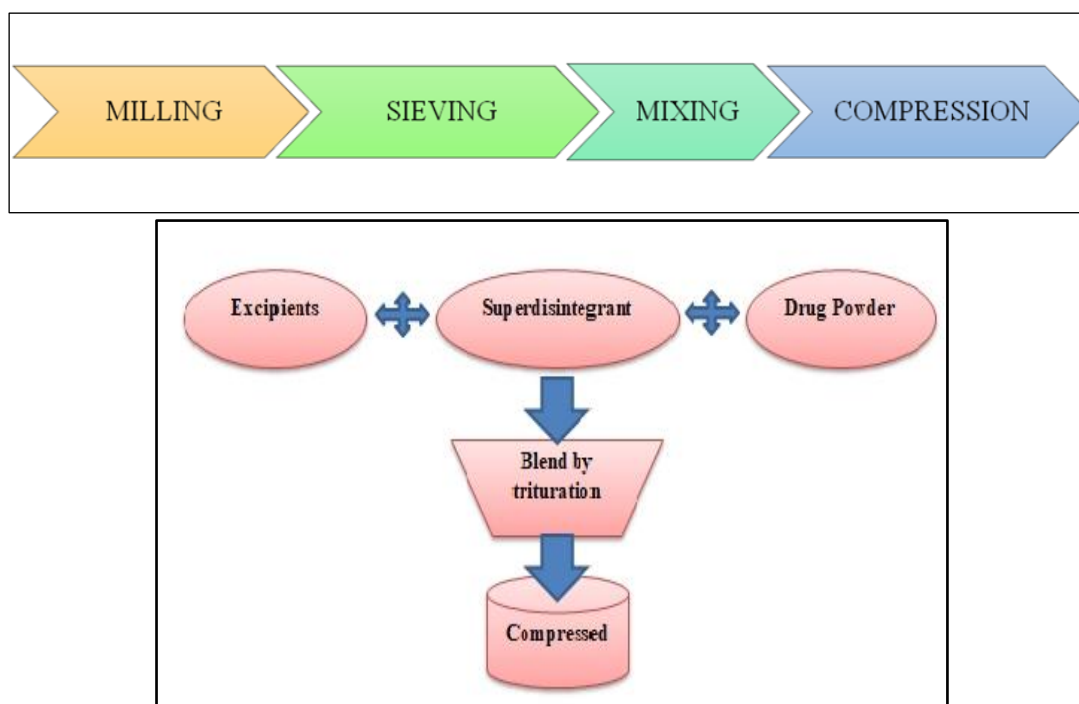 MILLING
SIEVING
MIXING
COMPRESSION
Excipients
Superdisintegrant
Drug Powder
Blend by
trituration
Compressed